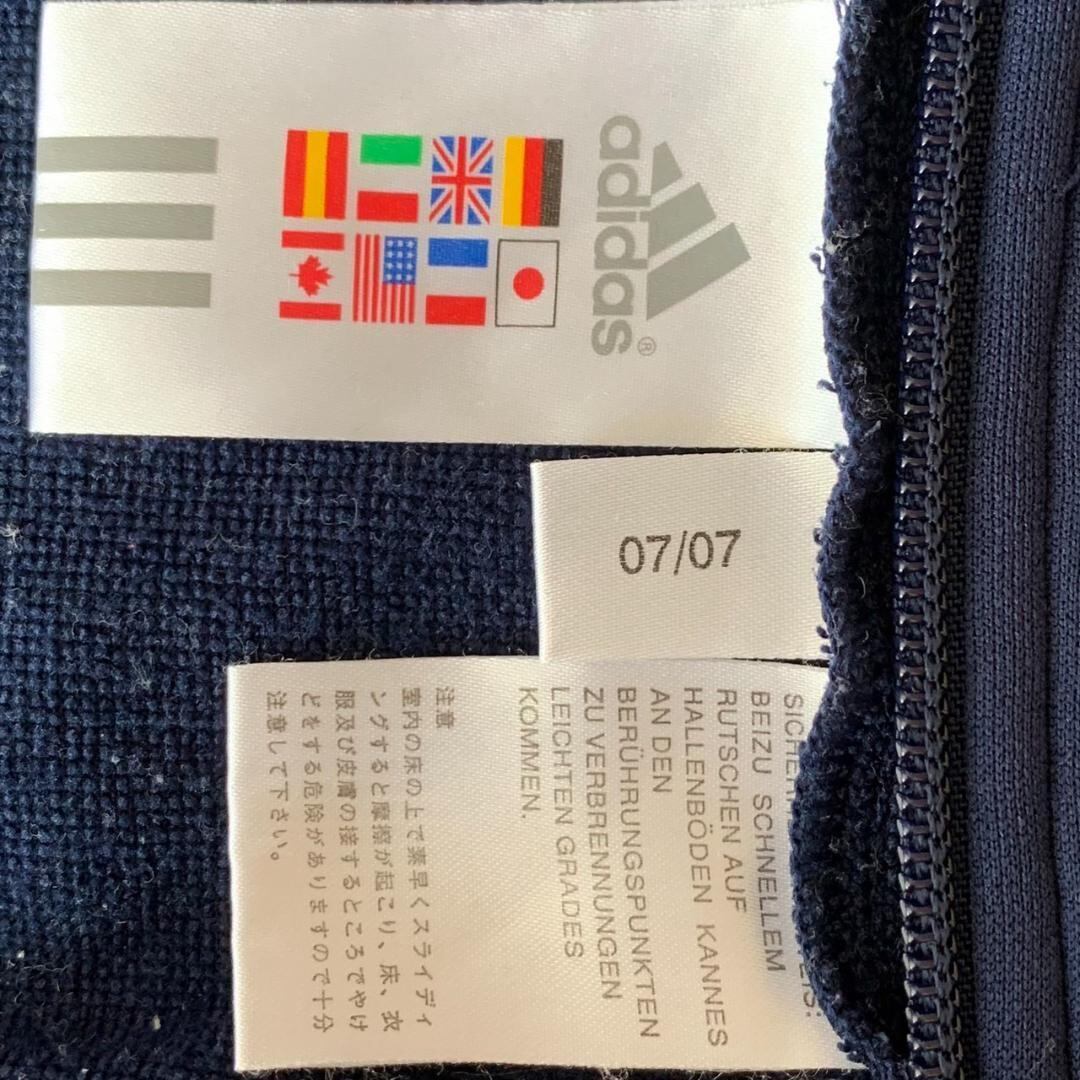 adidas®
07/07
BEIZU SCHNELLEM
RUTSCHEN AUF
HALLENBÖDEN KANNES
AN DEN
BERÜHRUNGSPUNKTEN
ZU VERBRENNUNGEN
LEICHTEN GRADES
KOMMEN.
注意
室内の床の上で素早くスライディ
ングすると摩擦が起こり、床、衣
服及び皮膚の接するところでやけ
どをする危険がありますので十分
注意して下さい。